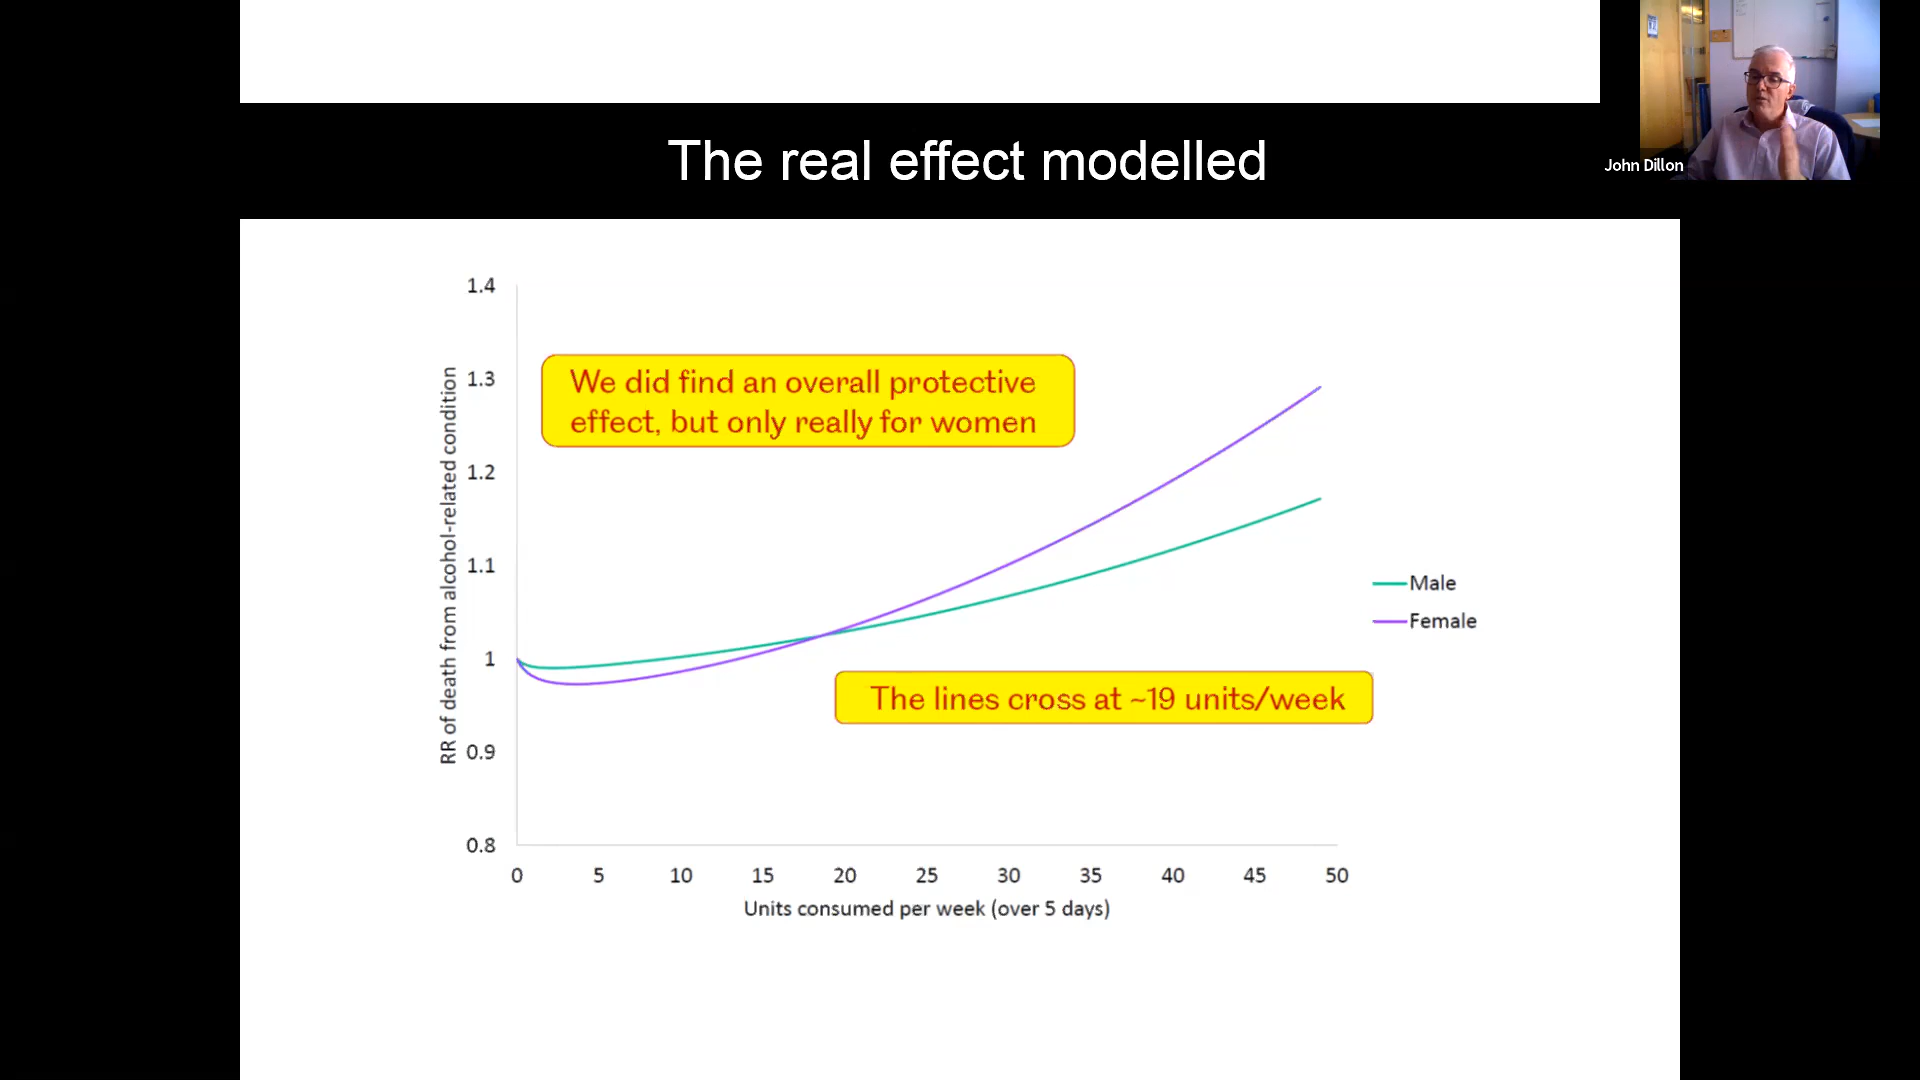 The real effect modelled
John Dillon
We did find an overall protective
effect, but only really for women
The lines cross at ~19 units/week
RR of death from alcohol-related condition
1.4
1.3
1.2
1.1
1
0.9
0.8
0 5 10 15 20 25 30 35 40 45 50
Units consumed per week (over 5 days)
Male
Female